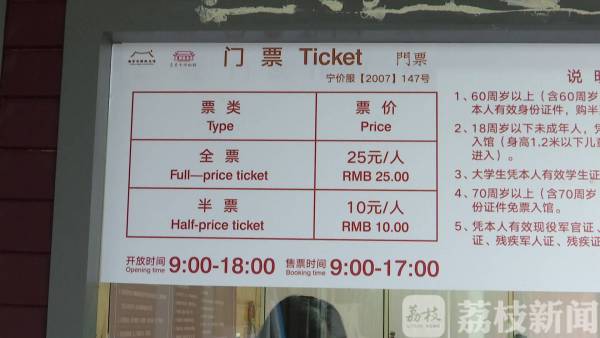 门票 Ticket 門票
宁价服【2007】147号
票类 票价
Type Price
全票 25元/人
Full—price ticket RMB 25.00
半票 10元/人
Half-price ticket RMB 10.00
开放时间 9:00-18:00 售票时间 9:00-17:00
Opening time Booking time
说明
1、60周岁以上（含60周岁
本人有效身份证件，购半
2、18周岁以下未成年人，凭
入馆（身高1.2米以下儿童
进入）。
3、大学生凭本人有效学生证
4、70周岁以上（含70周岁
份证件免票入馆。
5、凭本人有效现役军官证、
证、残疾军人证、残疾证
荔枝
荔枝新闻